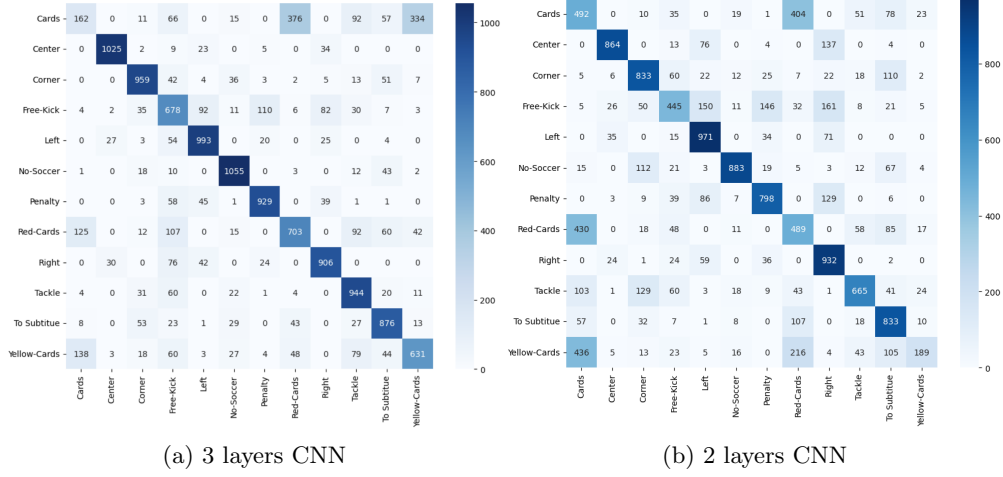 Cards 162 0 11 66 0 15 0 376 0 92 57 334
Center 0 1025 2 9 23 0 5 0 34 0 0 0
Corner 0 0 959 42 4 36 3 2 5 13 51 7
Free-Kick 4 2 35 678 92 11 110 6 82 30 7 3
Left 0 27 3 54 993 0 20 0 25 0 4 0
No-Soccer 1 0 18 10 0 1055 0 3 0 12 43 2
Penalty 0 0 3 58 45 1 929 0 39 1 1 0
Red-Cards 125 0 12 107 0 15 0 703 0 92 60 42
Right 0 30 0 76 42 0 24 0 906 0 0 0
Tackle 4 0 31 60 0 22 1 4 0 944 20 11
To Subtitue 8 0 53 23 1 29 0 43 0 27 876 13
Yellow-Cards 138 3 18 60 3 27 4 48 0 79 44 631
Cards Center Corner Free-Kick Left No-Soccer Penalty Red-Cards Right Tackle To Subtitue Yellow-Cards
1000
800
600
400
200
0
(a) 3 layers CNN
Cards 492 0 10 35 0 19 1 404 0 51 78 23
Center 0 864 0 13 76 0 4 0 137 0 4 0
Corner 5 6 833 60 22 12 25 7 22 18 110 2
Free-Kick 5 26 50 445 150 11 146 32 161 8 21 5
Left 0 35 0 15 971 0 34 0 71 0 0 0
No-Soccer 15 0 112 21 3 883 19 5 3 12 67 4
Penalty 0 3 9 39 86 7 798 0 129 0 6 0
Red-Cards 430 0 18 48 0 11 0 489 0 58 85 17
Right 0 24 1 24 59 0 36 0 932 0 2 0
Tackle 103 1 129 60 3 18 9 43 1 665 41 24
To Subtitue 57 0 32 7 1 8 0 107 0 18 833 10
Yellow-Cards 436 5 13 23 5 16 0 216 4 43 105 189
Cards Center Corner Free-Kick Left No-Soccer Penalty Red-Cards Right Tackle To Subtitue Yellow-Cards
800
600
400
200
0
(b) 2 layers CNN